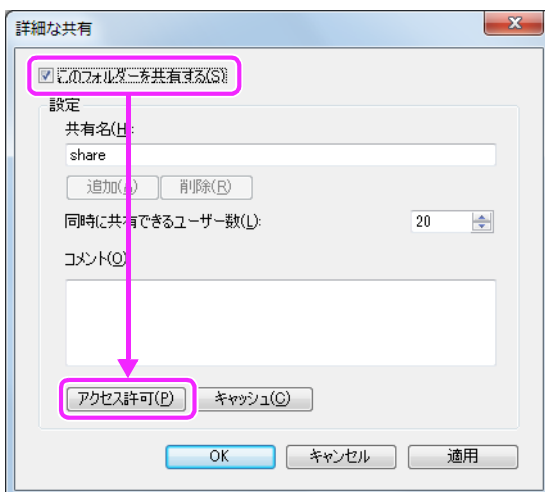 詳細な共有
このフォルダーを共有する(S)
設定
共有名(H):
share
追加(A) 削除(R)
同時に共有できるユーザー数(L): 20
コメント(O):
アクセス許可(P) キャッシュ(C)
OK キャンセル 適用